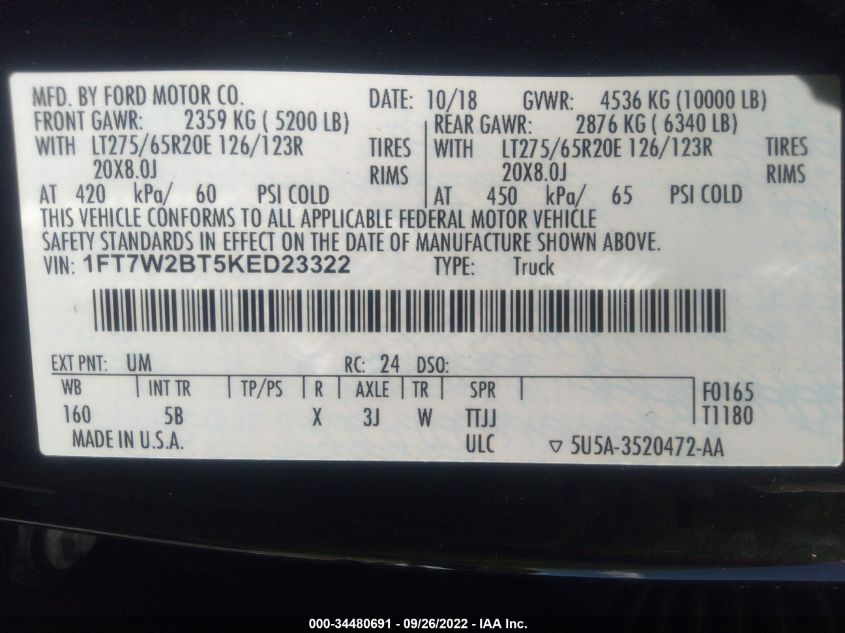 MFD. BY FORD MOTOR CO. DATE: 10/18 GVWR: 4536 KG (10000 LB)
FRONT GAWR: 2359 KG ( 5200 LB) REAR GAWR: 2876 KG ( 6340 LB)
WITH LT275/65R20E 126/123R TIRES WITH LT275/65R20E 126/123R TIRES
20X8.0J RIMS 20X8.0J RIMS
AT 420 kPa/ 60 PSI COLD AT 450 kPa/ 65 PSI COLD
THIS VEHICLE CONFORMS TO ALL APPLICABLE FEDERAL MOTOR VEHICLE
SAFETY STANDARDS IN EFFECT ON THE DATE OF MANUFACTURE SHOWN ABOVE.
VIN: 1FT7W2BT5KED23322 TYPE: Truck
EXT PNT: UM RC: 24 DSO:
WB INT TR TP/PS R AXLE TR SPR F0165
160 5B X 3J W TTJJ T1180
MADE IN U.S.A. ULC ▽ 5U5A-3520472-AA
000-34480691 - 09/26/2022 - IAA Inc.